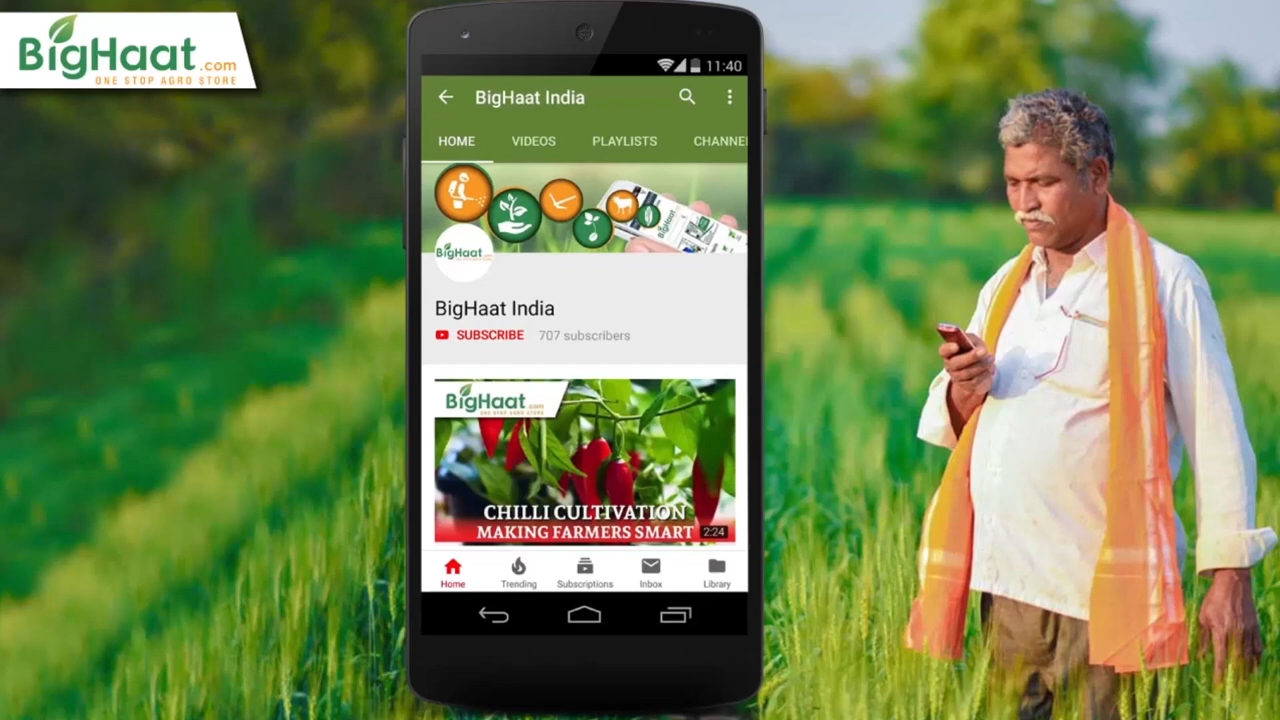 BigHaat.com
ONE STOP AGRO STORE
11:40
BigHaat India
HOME VIDEOS PLAYLISTS CHANNE
BigHaat
BigHaat
BigHaat India
SUBSCRIBE 707 subscribers
BigHaat.com
ONE STOP AGRO STORE
CHILLI CULTIVATION
MAKING FARMERS SMART 2:24
Home Trending Subscriptions Inbox Library